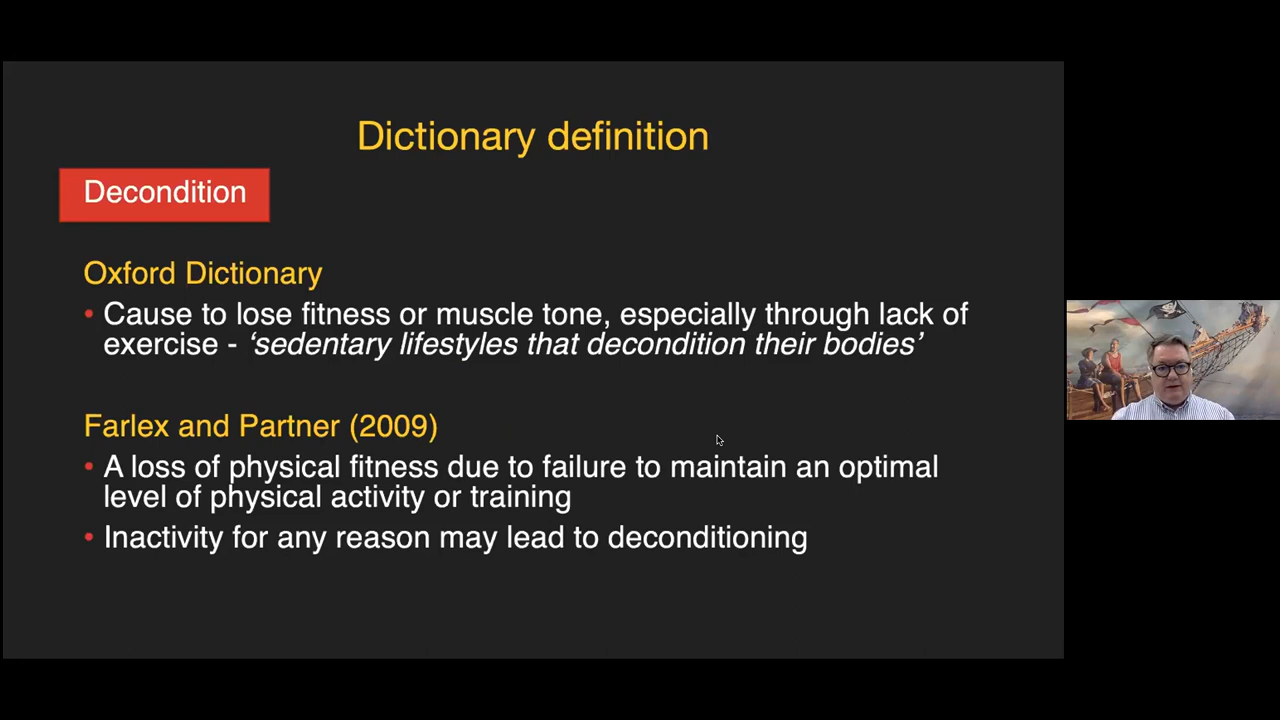 Dictionary definition
Decondition
Oxford Dictionary
• Cause to lose fitness or muscle tone, especially through lack of
exercise - ‘sedentary lifestyles that decondition their bodies’
Farlex and Partner (2009)
• A loss of physical fitness due to failure to maintain an optimal
level of physical activity or training
• Inactivity for any reason may lead to deconditioning